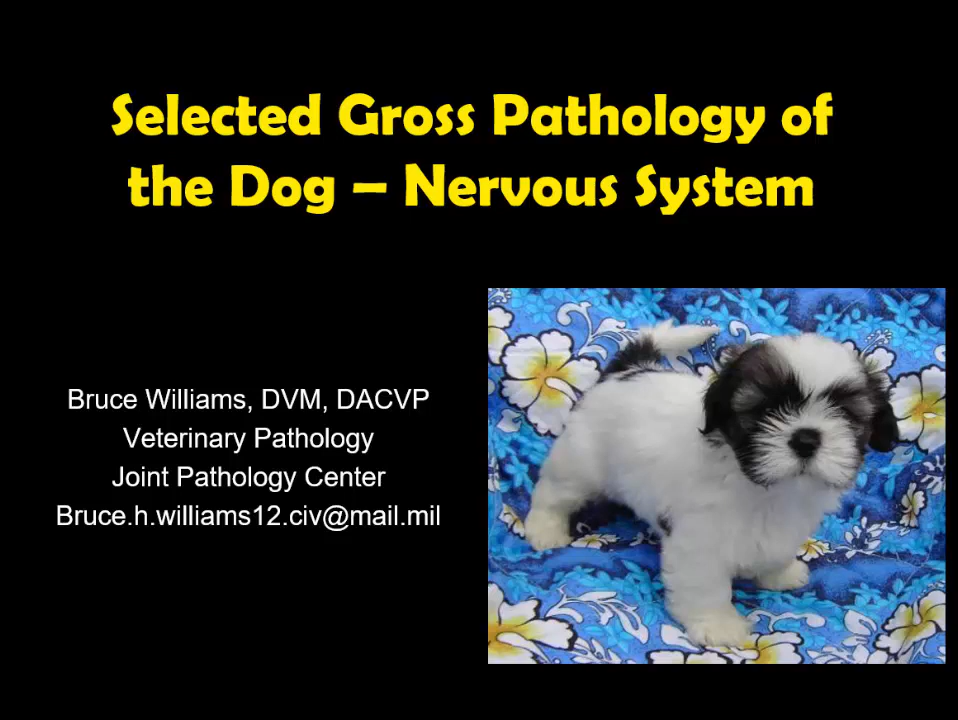 Selected Gross Pathology of
the Dog – Nervous System
Bruce Williams, DVM, DACVP
Veterinary Pathology
Joint Pathology Center
Bruce.h.williams12.civ@mail.mil